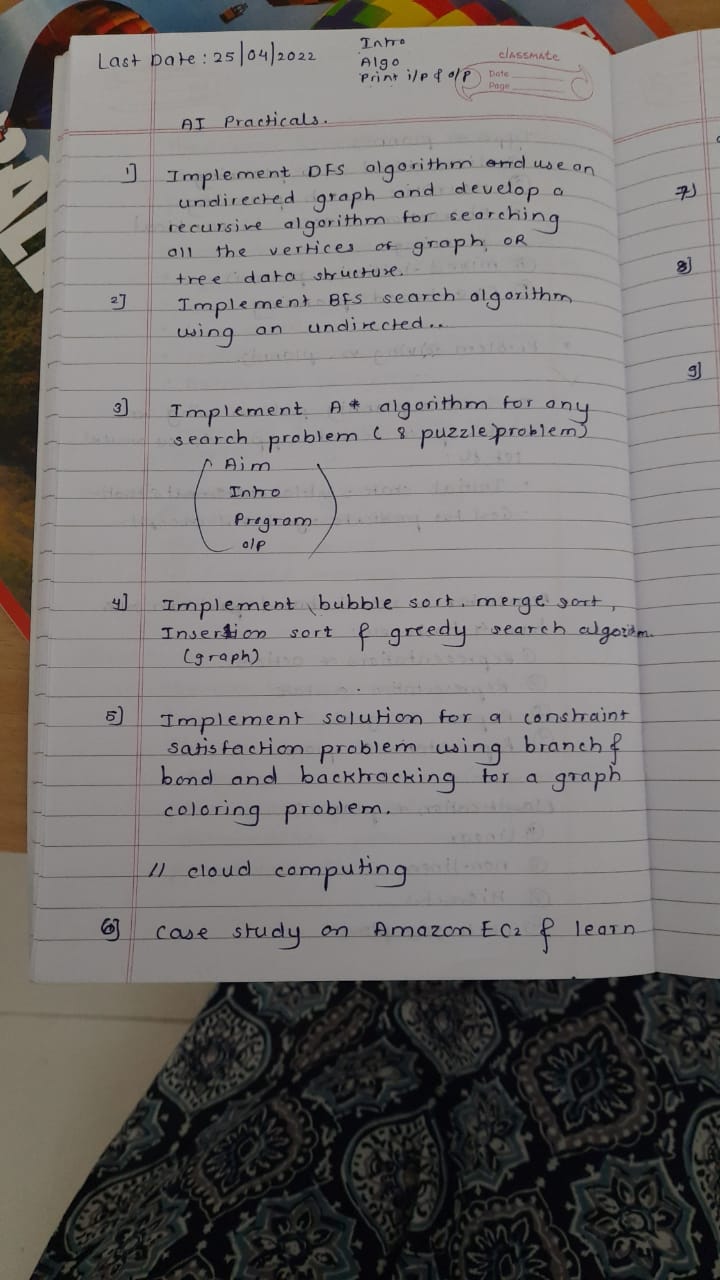 Last Date : 25/04/2022
Intro
Algo
Print i/p & o/p
classmate
Date
Page
AI Practicals.
1] Implement DFS algorithm and use an
undirected graph and develop a
recursive algorithm for searching
all the vertices of graph OR
tree data structure.
2] Implement BFS search algorithm
using an undirected..
3] Implement A* algorithm for any
search problem ( 8 puzzle problem)
Aim
Intro
Program
o/p
4] Implement bubble sort. merge sort,
Insertion sort & greedy search algorithm.
(graph)
5] Implement solution for a constraint
satisfaction problem using branch &
bond and backtracking for a graph
coloring problem.
// cloud computing
6] case study on Amazon EC2 & learn
7]
8]
9]